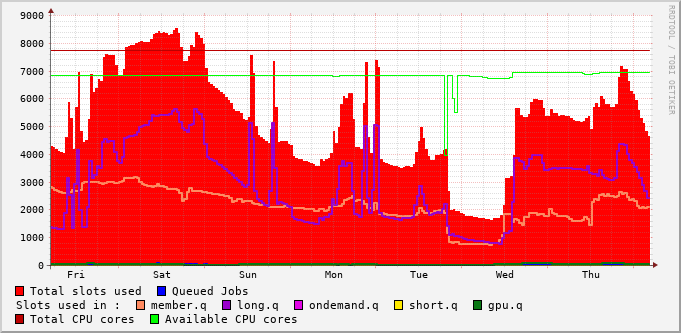 9000
8000
7000
6000
5000
4000
3000
2000
1000
0
Fri Sat Sun Mon Tue Wed Thu
RRDTOOL / TOBI OETIKER
Total slots used Queued Jobs
Slots used in : member.q long.q ondemand.q short.q gpu.q
Total CPU cores Available CPU cores